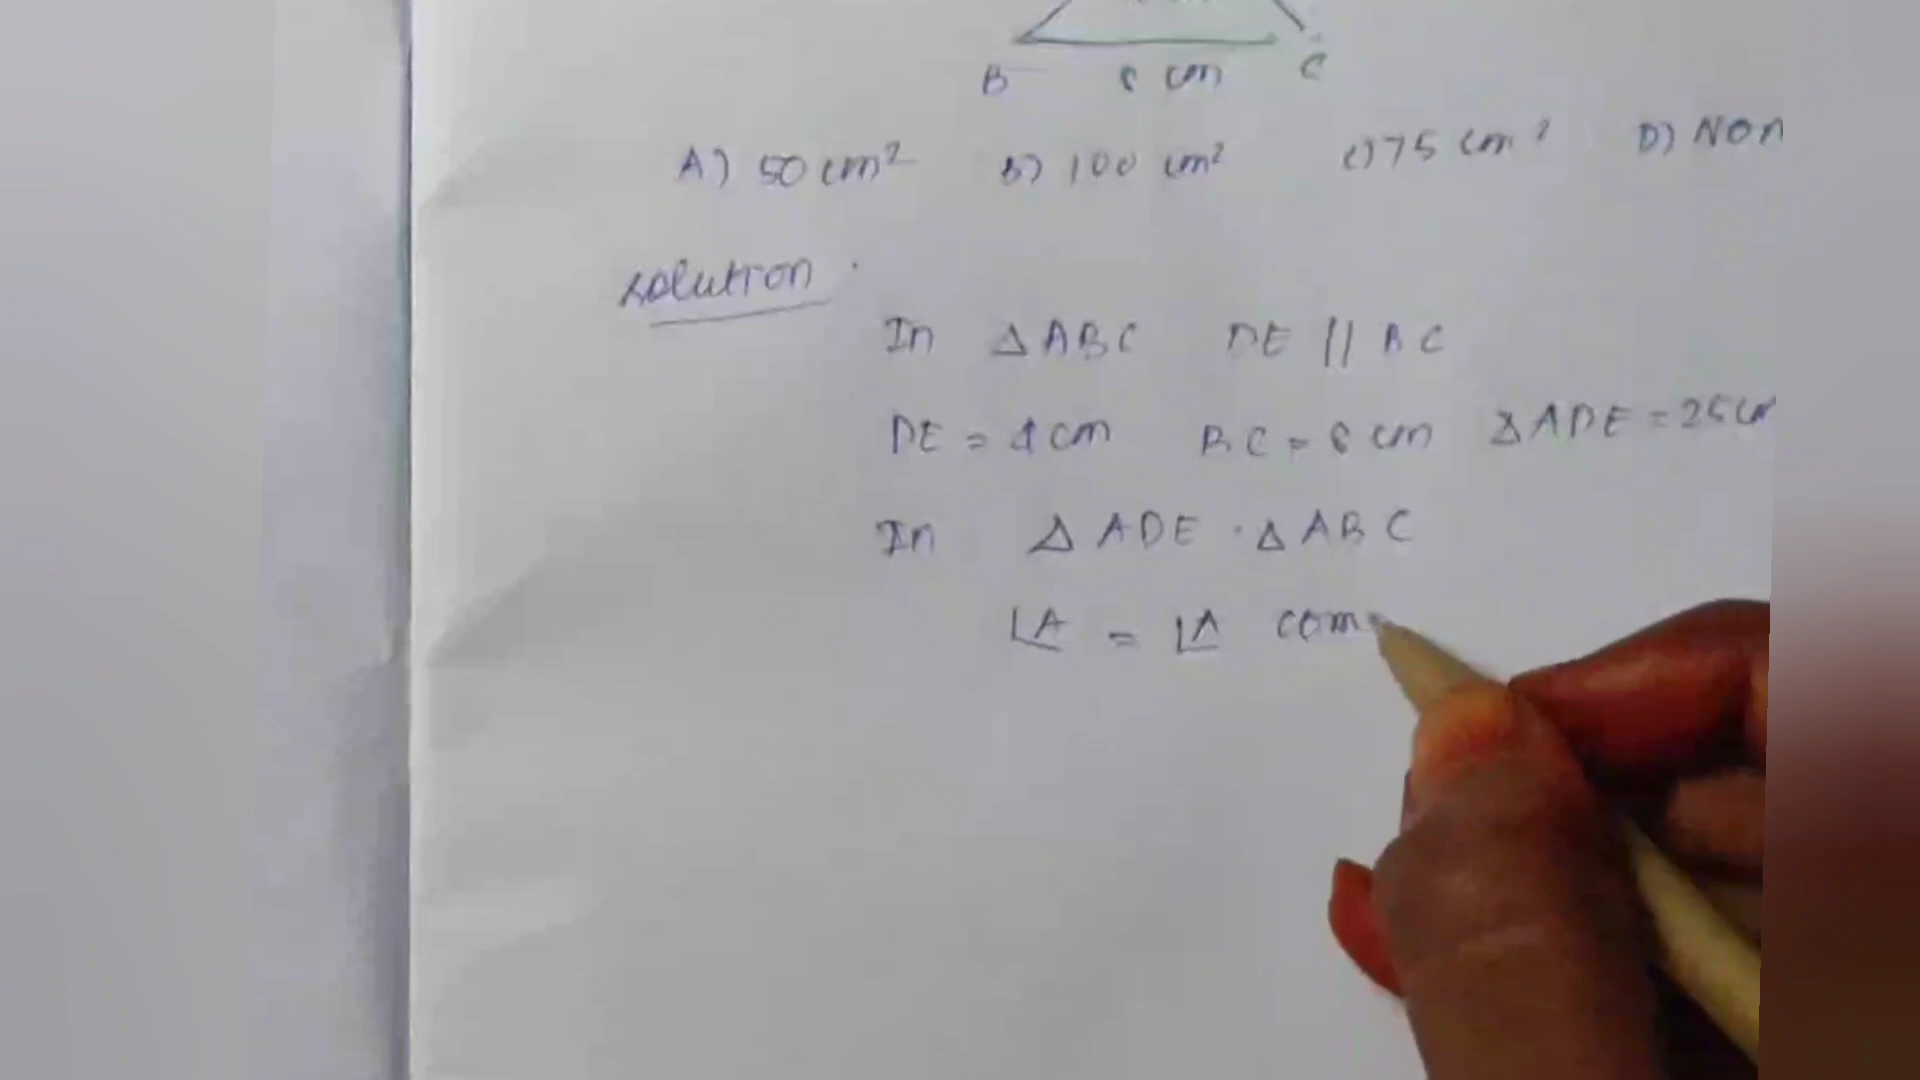 B 8 cm C
A) 50 cm² B) 100 cm² C) 75 cm² D) Non
solution
In ΔABC DE || BC
DE = 4 cm BC = 8 cm ΔADE = 25 cm
In ΔADE . ΔABC
∠A = ∠A com